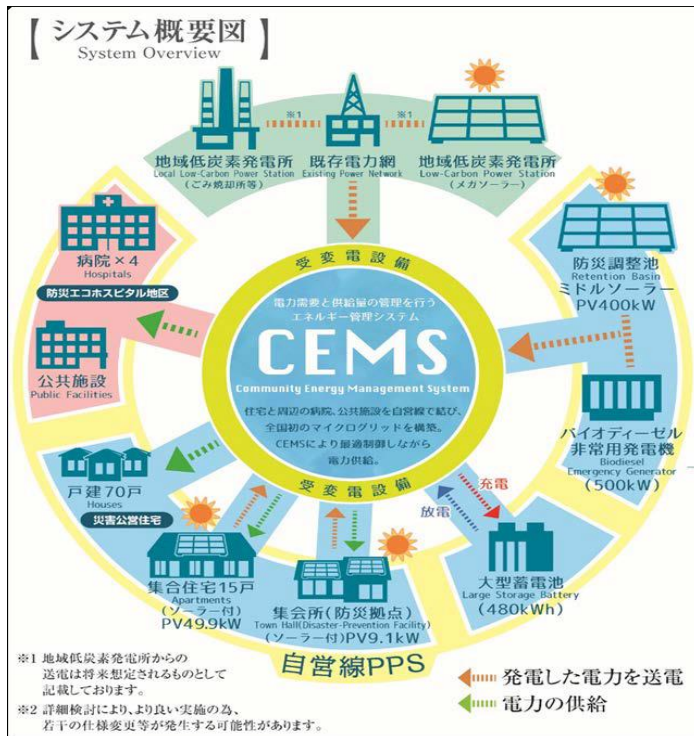 【システム概要図】
System Overview
※1
※1
地域低炭素発電所
Local Low-Carbon Power Station
(ごみ焼却所等)
既存電力網
Existing Power Network
地域低炭素発電所
Low-Carbon Power Station
(メガソーラー)
病院×4
Hospitals
防災エコホスピタル地区
公共施設
Public Facilities
受変電設備
電力需要と供給量の管理を行う
エネルギー管理システム
CEMS
Community Energy Management System
住宅と周辺の病院、公共施設を自営線で結び、
全国初のマイクログリッドを構築。
CEMSにより最適制御しながら
電力供給。
受変電設備
防災調整池
Retention Basin
ミドルソーラー
PV400kW
バイオディーゼル
非常用発電機
Biodiesel
Emergency Generator
(500kW)
戸建70戸
Houses
災害公営住宅
集合住宅15戸
Apartments
(ソーラー付)
PV49.9kW
集会所(防災拠点)
Town Hall(Disaster-Prevention Facility)
(ソーラー付)PV9.1kW
充電
放電
大型蓄電池
Large Storage Battery
(480kWh)
自営線PPS
※1 地域低炭素発電所からの
送電は将来想定されるものとして
記載しております。
※2 詳細検討により、より良い実施の為、
若干の仕様変更等が発生する可能性があります。
発電した電力を送電
電力の供給